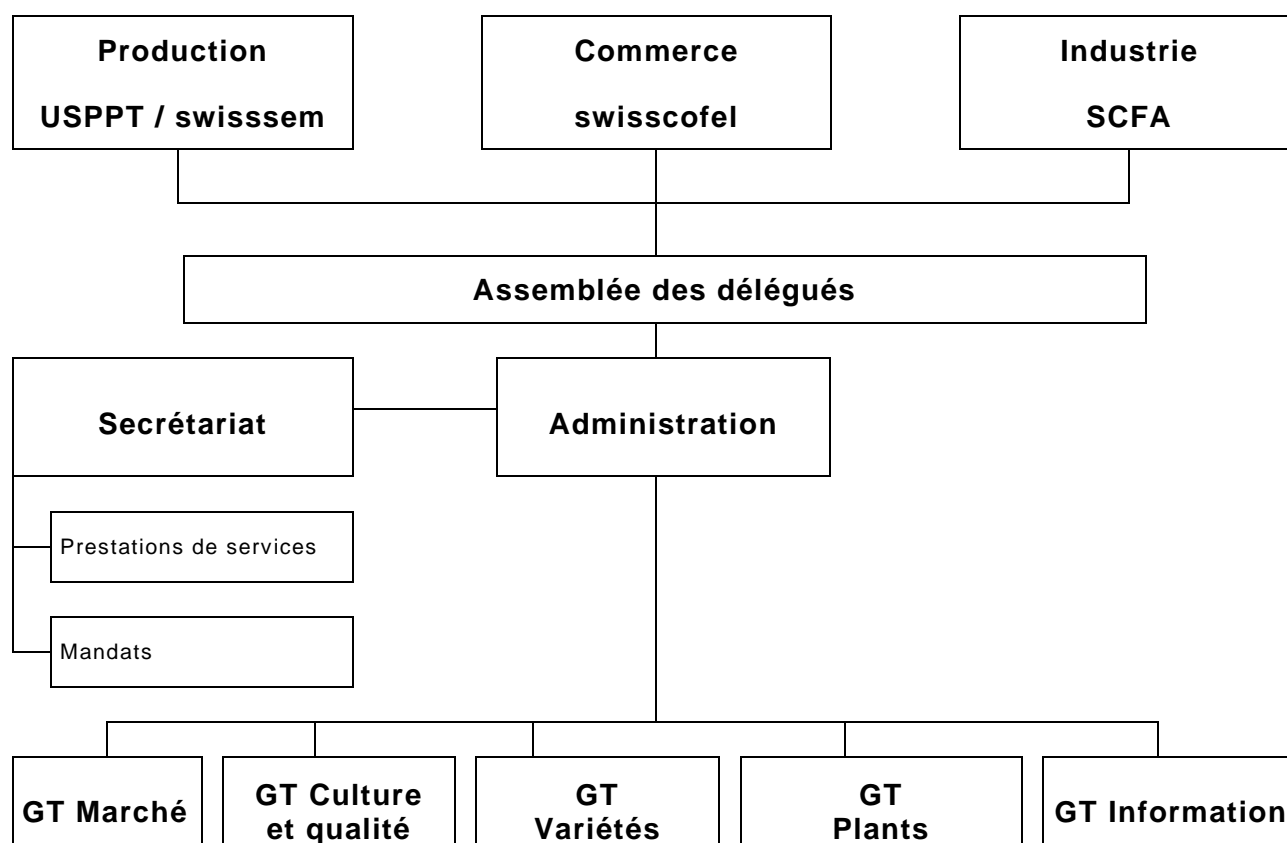 Production
USPPT / swisssem
Commerce
swisscofel
Industrie
SCFA
Assemblée des délégués
Secrétariat
Administration
Prestations de services
Mandats
GT Marché
GT Culture
et qualité
GT
Variétés
GT
Plants
GT Information